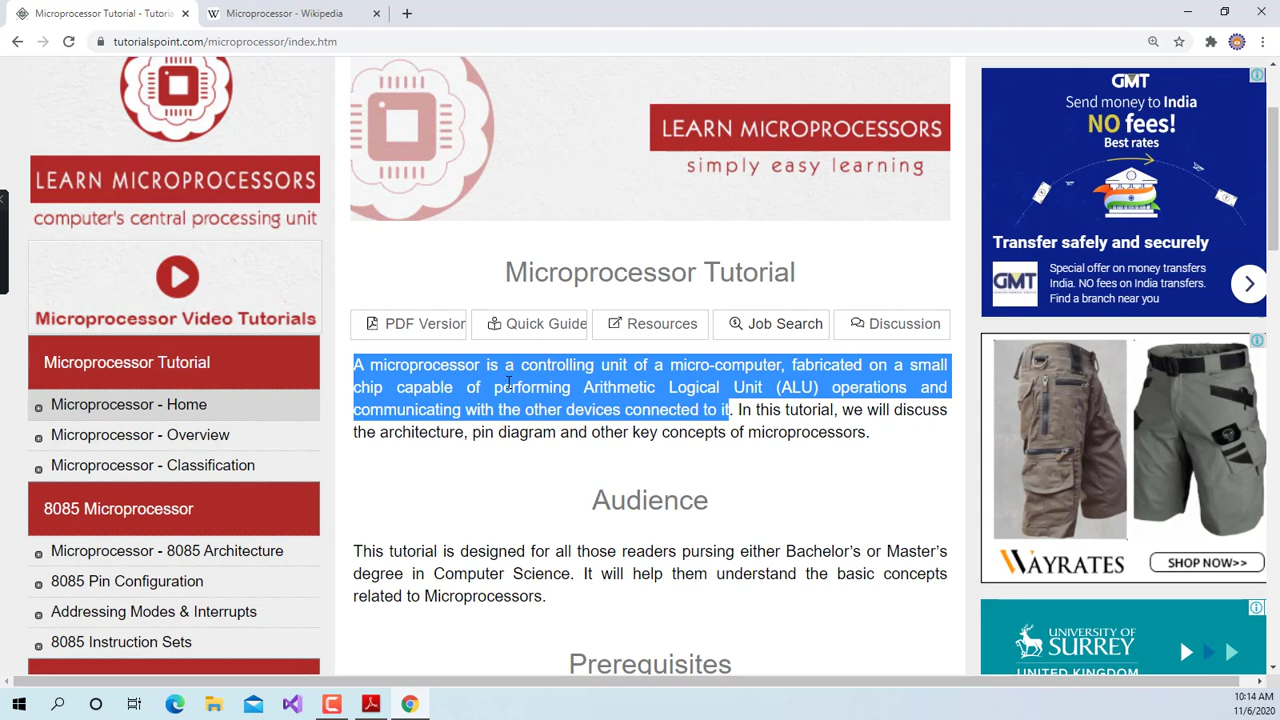 Microprocessor Tutorial - Tutoria
Microprocessor - Wikipedia
tutorialspoint.com/microprocessor/index.htm
LEARN MICROPROCESSORS
computer's central processing unit
Microprocessor Video Tutorials
Microprocessor Tutorial
Microprocessor - Home
Microprocessor - Overview
Microprocessor - Classification
8085 Microprocessor
Microprocessor - 8085 Architecture
8085 Pin Configuration
Addressing Modes & Interrupts
8085 Instruction Sets
LEARN MICROPROCESSORS
simply easy learning
Microprocessor Tutorial
PDF Version
Quick Guide
Resources
Job Search
Discussion
A microprocessor is a controlling unit of a micro-computer, fabricated on a small
chip capable of performing Arithmetic Logical Unit (ALU) operations and
communicating with the other devices connected to it. In this tutorial, we will discuss
the architecture, pin diagram and other key concepts of microprocessors.
Audience
This tutorial is designed for all those readers pursing either Bachelor's or Master's
degree in Computer Science. It will help them understand the basic concepts
related to Microprocessors.
Prerequisites
GMT
Send money to India
NO fees!
Best rates
Transfer safely and securely
GMT
Special offer on money transfers
India. NO fees on India transfers.
Find a branch near you
WAYRATES
SHOP NOW>>
UNIVERSITY OF
SURREY
UNITED KINGDOM
10:14 AM
11/6/2020